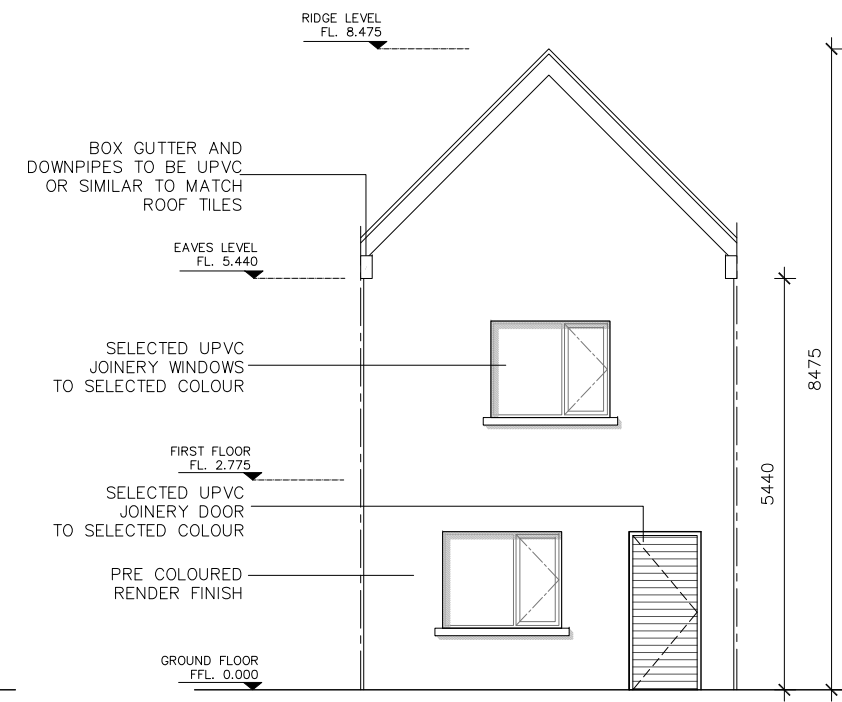 RIDGE LEVEL
FL. 8.475
BOX GUTTER AND
DOWNPIPES TO BE UPVC
OR SIMILAR TO MATCH
ROOF TILES
EAVES LEVEL
FL. 5.440
SELECTED UPVC
JOINERY WINDOWS
TO SELECTED COLOUR
8475
FIRST FLOOR
FL. 2.775
5440
SELECTED UPVC
JOINERY DOOR
TO SELECTED COLOUR
PRE COLOURED
RENDER FINISH
GROUND FLOOR
FFL. 0.000